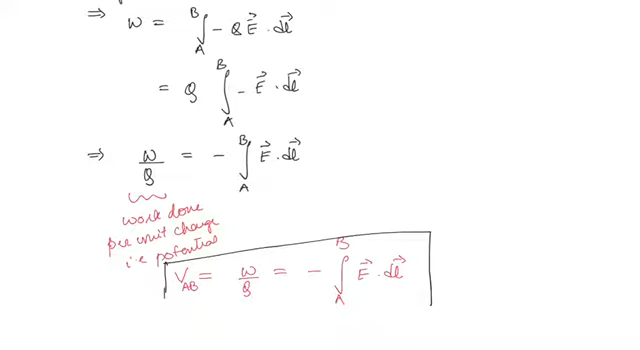 ⇒ W = ∫_A^B - Q E⃗ · dl⃗
= Q ∫_A^B - E⃗ · dl⃗
⇒ W/Q = - ∫_A^B E⃗ · dl⃗
work done
per unit charge
i.e potential
V_AB = W/Q = - ∫_A^B E⃗ · dl⃗